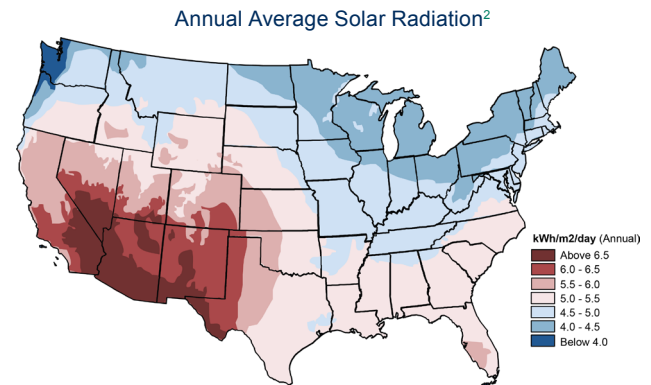 Annual Average Solar Radiation2
kWh/m2/day (Annual)
Above 6.5
6.0 - 6.5
5.5 - 6.0
5.0 - 5.5
4.5 - 5.0
4.0 - 4.5
Below 4.0